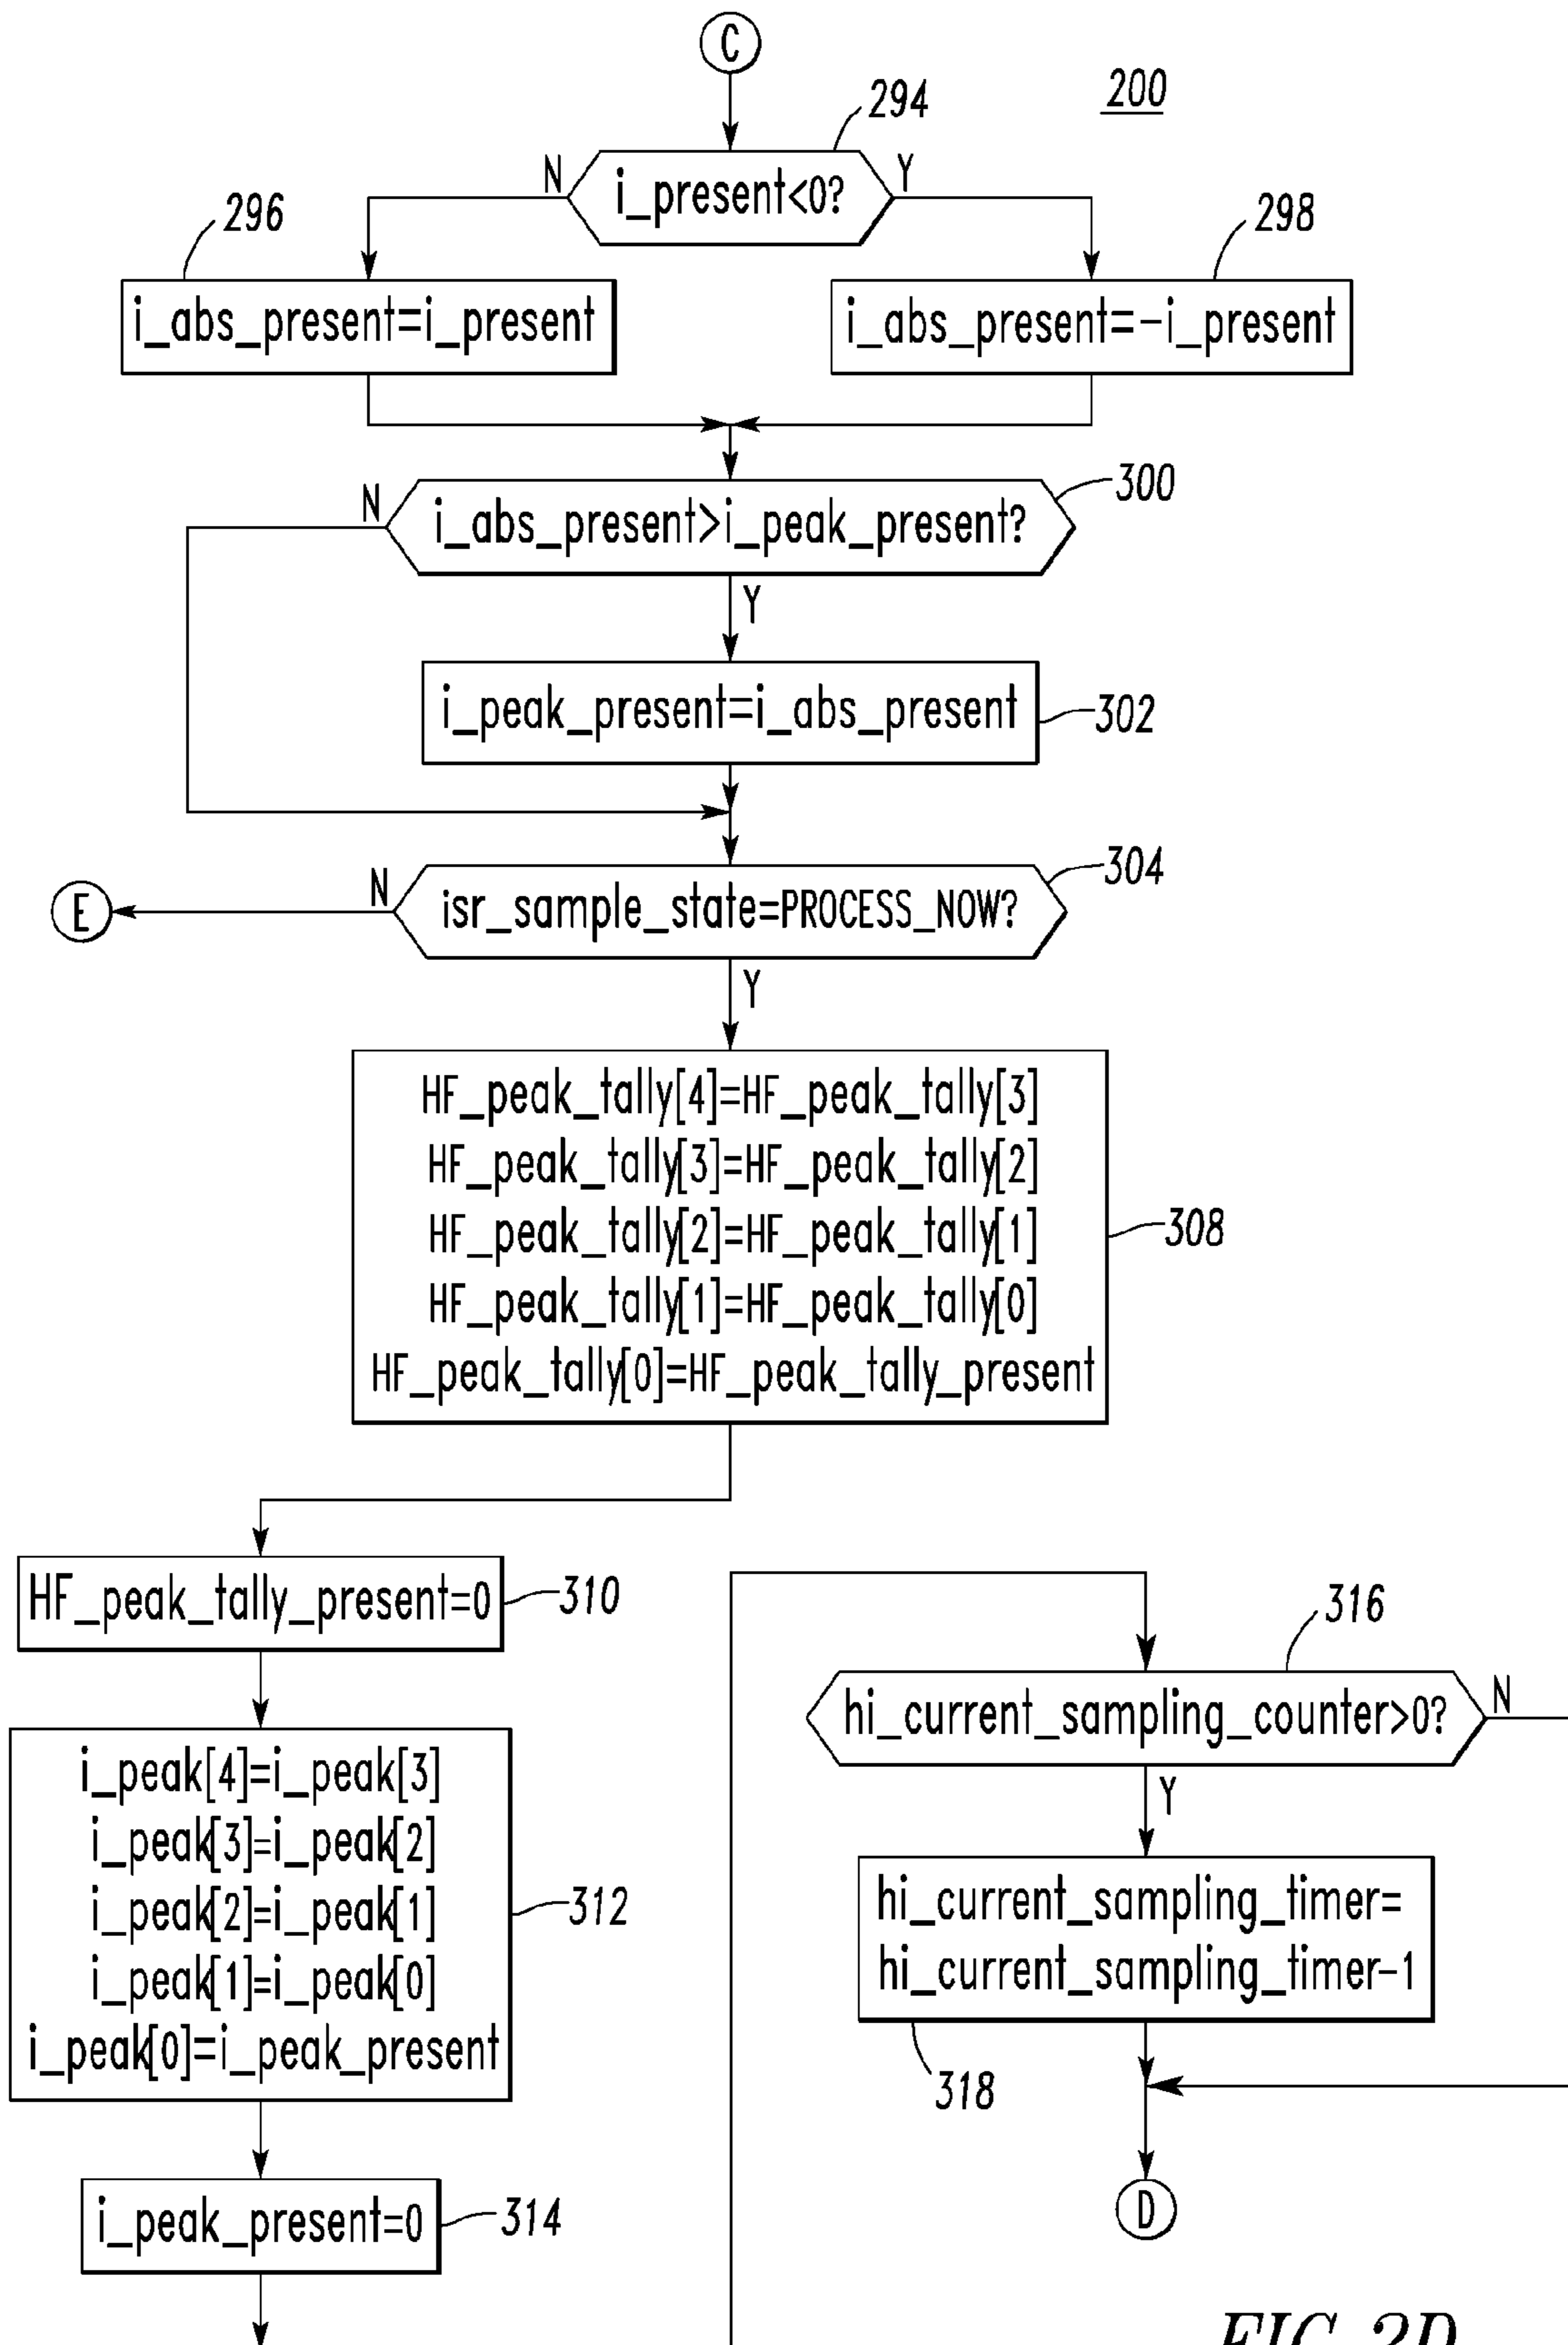 C
200
294
N
i_present<0?
Y
296
298
i_abs_present=i_present
i_abs_present=-i_present
300
N
i_abs_present>i_peak_present?
Y
i_peak_present=i_abs_present
302
304
E
N
isr_sample_state=PROCESS_NOW?
Y
HF_peak_tally[4]=HF_peak_tally[3]
HF_peak_tally[3]=HF_peak_tally[2]
HF_peak_tally[2]=HF_peak_tally[1]
HF_peak_tally[1]=HF_peak_tally[0]
HF_peak_tally[0]=HF_peak_tally_present
308
HF_peak_tally_present=0
310
i_peak[4]=i_peak[3]
i_peak[3]=i_peak[2]
i_peak[2]=i_peak[1]
i_peak[1]=i_peak[0]
i_peak[0]=i_peak_present
312
i_peak_present=0
314
316
hi_current_sampling_counter>0?
N
Y
hi_current_sampling_timer=
hi_current_sampling_timer-1
318
D